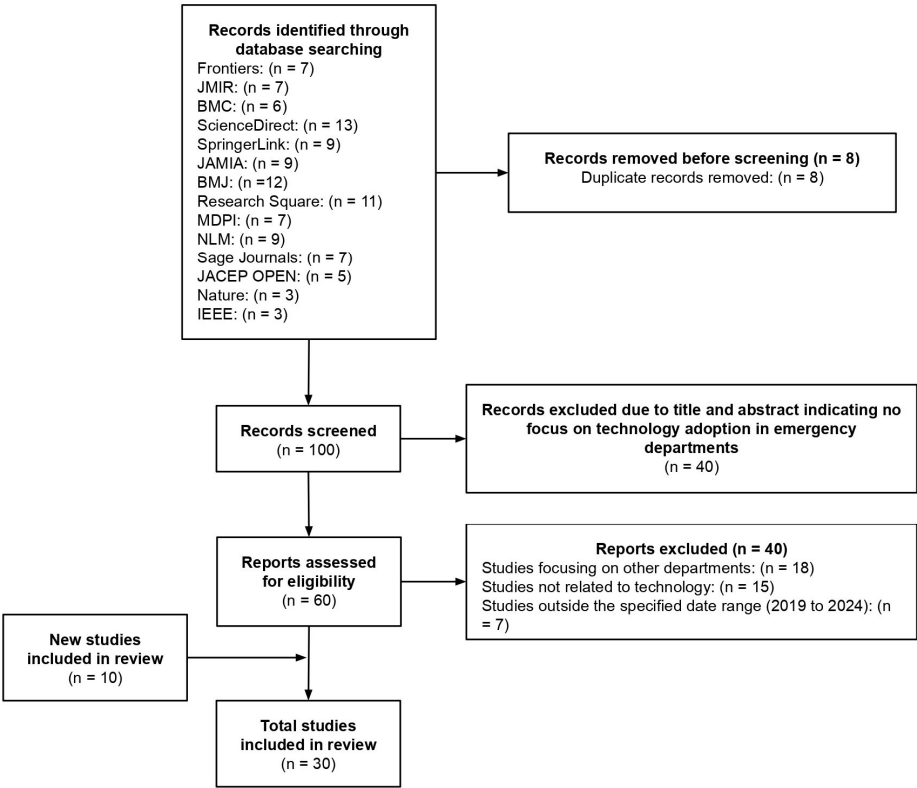 Records identified through
database searching
Frontiers: (n = 7)
JMIR: (n = 7)
BMC: (n = 6)
ScienceDirect: (n = 13)
SpringerLink: (n = 9)
JAMIA: (n = 9)
BMJ: (n =12)
Research Square: (n = 11)
MDPI: (n = 7)
NLM: (n = 9)
Sage Journals: (n = 7)
JACEP OPEN: (n = 5)
Nature: (n = 3)
IEEE: (n = 3)
Records removed before screening (n = 8)
Duplicate records removed: (n = 8)
Records screened
(n = 100)
Records excluded due to title and abstract indicating no
focus on technology adoption in emergency
departments
(n = 40)
Reports assessed
for eligibility
(n = 60)
Reports excluded (n = 40)
Studies focusing on other departments: (n = 18)
Studies not related to technology: (n = 15)
Studies outside the specified date range (2019 to 2024): (n
= 7)
New studies
included in review
(n = 10)
Total studies
included in review
(n = 30)